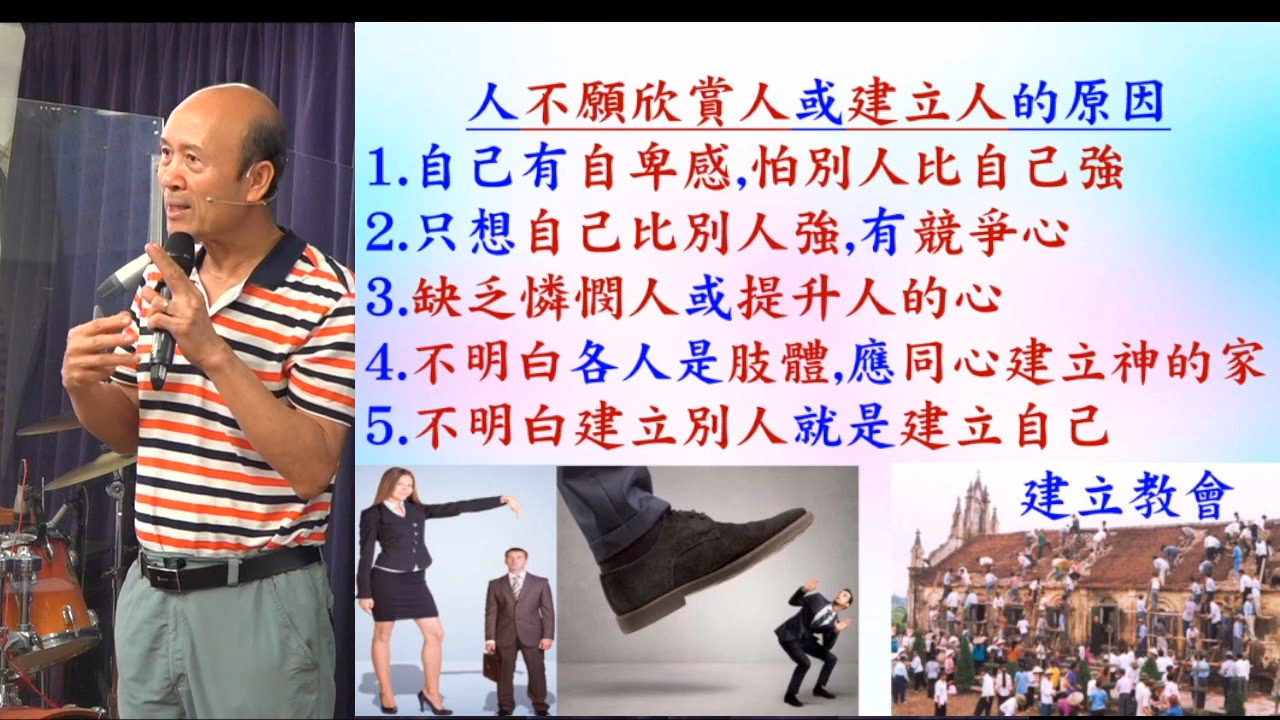 人不願欣賞人或建立人的原因
1.自己有自卑感,怕別人比自己強
2.只想自己比別人強,有競爭心
3.缺乏憐憫人或提升人的心
4.不明白各人是肢體,應同心建立神的家
5.不明白建立別人就是建立自己
建立教會